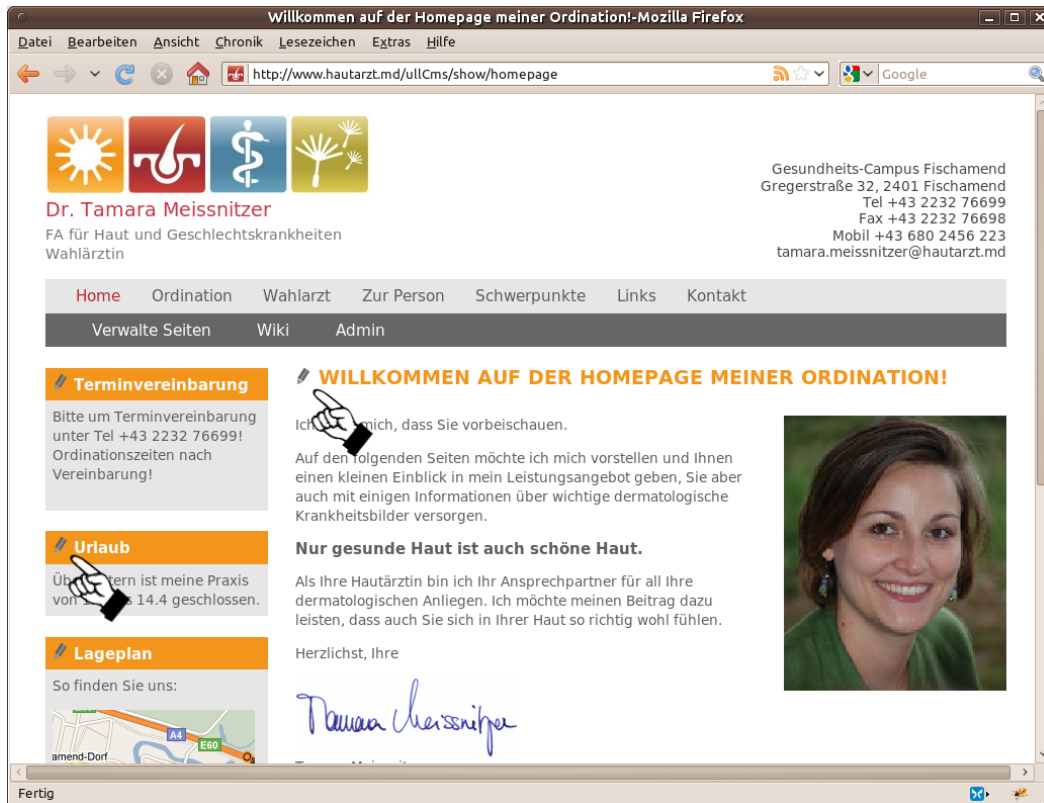 Willkommen auf der Homepage meiner Ordination!-Mozilla Firefox
Datei Bearbeiten Ansicht Chronik Lesezeichen Extras Hilfe
http://www.hautarzt.md/ullCms/show/homepage
Google
Dr. Tamara Meissnitzer
FA für Haut und Geschlechtskrankheiten
Wahlärztin
Gesundheits-Campus Fischamend
Gregerstraße 32, 2401 Fischamend
Tel +43 2232 76699
Fax +43 2232 76698
Mobil +43 680 2456 223
tamara.meissnitzer@hautarzt.md
Home Ordination Wahlarzt Zur Person Schwerpunkte Links Kontakt
Verwalte Seiten Wiki Admin
Terminvereinbarung
Bitte um Terminvereinbarung
unter Tel +43 2232 76699!
Ordinationszeiten nach
Vereinbarung!
Urlaub
ist meine Praxis
von 14.4 geschlossen.
Lageplan
So finden Sie uns:
A4
E60
amend-Dorf
WILLKOMMEN AUF DER HOMEPAGE MEINER ORDINATION!
Ich mich, dass Sie vorbeischauen.
Auf den folgenden Seiten möchte ich mich vorstellen und Ihnen
einen kleinen Einblick in mein Leistungsangebot geben, Sie aber
auch mit einigen Informationen über wichtige dermatologische
Krankheitsbilder versorgen.
Nur gesunde Haut ist auch schöne Haut.
Als Ihre Hautärztin bin ich Ihr Ansprechpartner für all Ihre
dermatologischen Anliegen. Ich möchte meinen Beitrag dazu
leisten, dass auch Sie sich in Ihrer Haut so richtig wohl fühlen.
Herzlichst, Ihre
Tamara Meissnitzer
Fertig